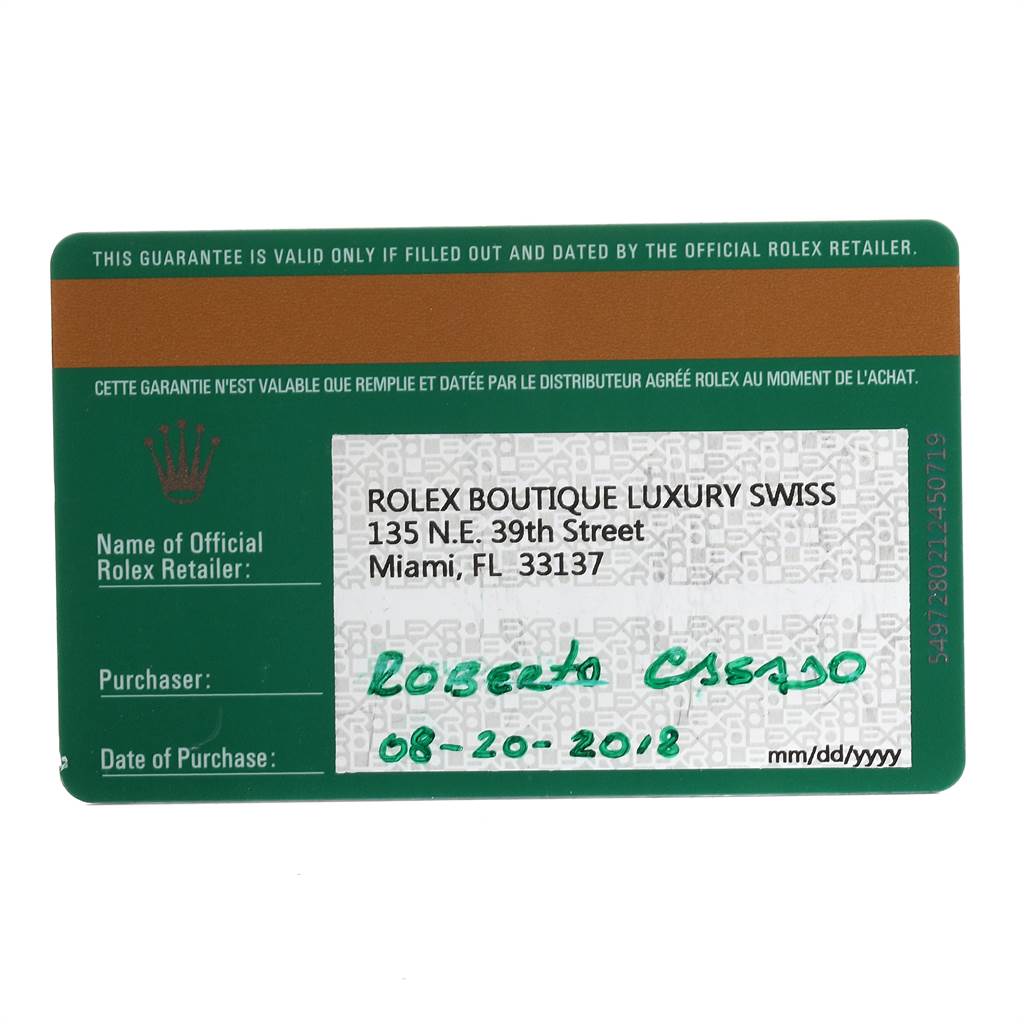 THIS GUARANTEE IS VALID ONLY IF FILLED OUT AND DATED BY THE OFFICIAL ROLEX RETAILER.
CETTE GARANTIE N'EST VALABLE QUE REMPLIE ET DATÉE PAR LE DISTRIBUTEUR AGRÉÉ ROLEX AU MOMENT DE L'ACHAT.
ROLEX BOUTIQUE LUXURY SWISS
135 N.E. 39th Street
Miami, FL 33137
Name of Official
Rolex Retailer:
Purchaser:
ROBERTO CASADO
Date of Purchase:
08-20-2018
mm/dd/yyyy
5497280212450719